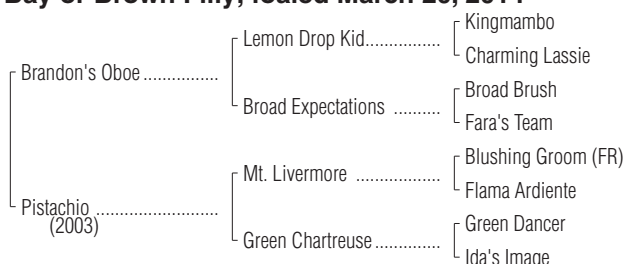 Bay or Brown Filly; foaled March 2014
Kingmambo
Lemon Drop Kid................
Charming Lassie
Brandon's Oboe ................
Broad Brush
Broad Expectations ..........
Fara's Team
Blushing Groom (FR)
Mt. Livermore ..................
Flama Ardiente
Pistachio ..........................
(2003)
Green Dancer
Green Chartreuse ..............
Ida's Image